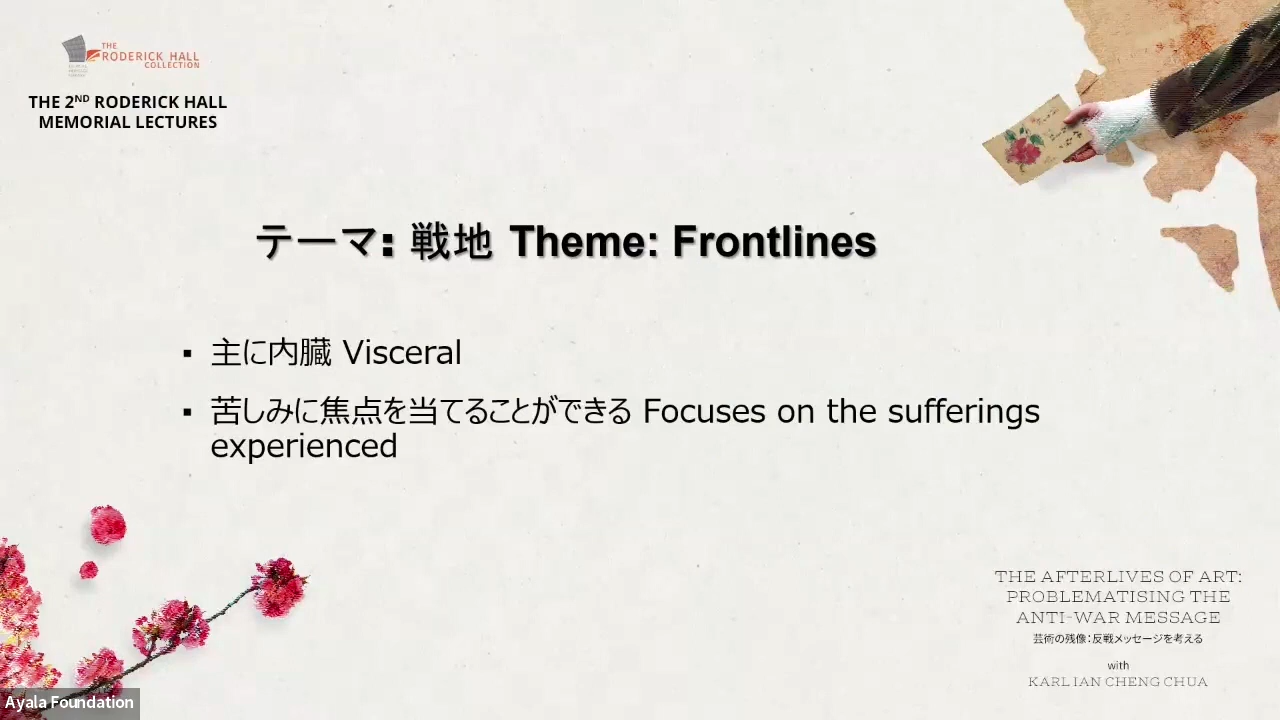 THE
RODERICK HALL
COLLECTION
THE 2ND RODERICK HALL
MEMORIAL LECTURES
テーマ: 戦地 Theme: Frontlines
▪ 主に内臓 Visceral
▪ 苦しみに焦点を当てることができる Focuses on the sufferings
experienced
THE AFTERLIVES OF ART:
PROBLEMATISING THE
ANTI-WAR MESSAGE
芸術の残像：反戦メッセージを考える
with
KARL IAN CHENG CHUA
Ayala Foundation